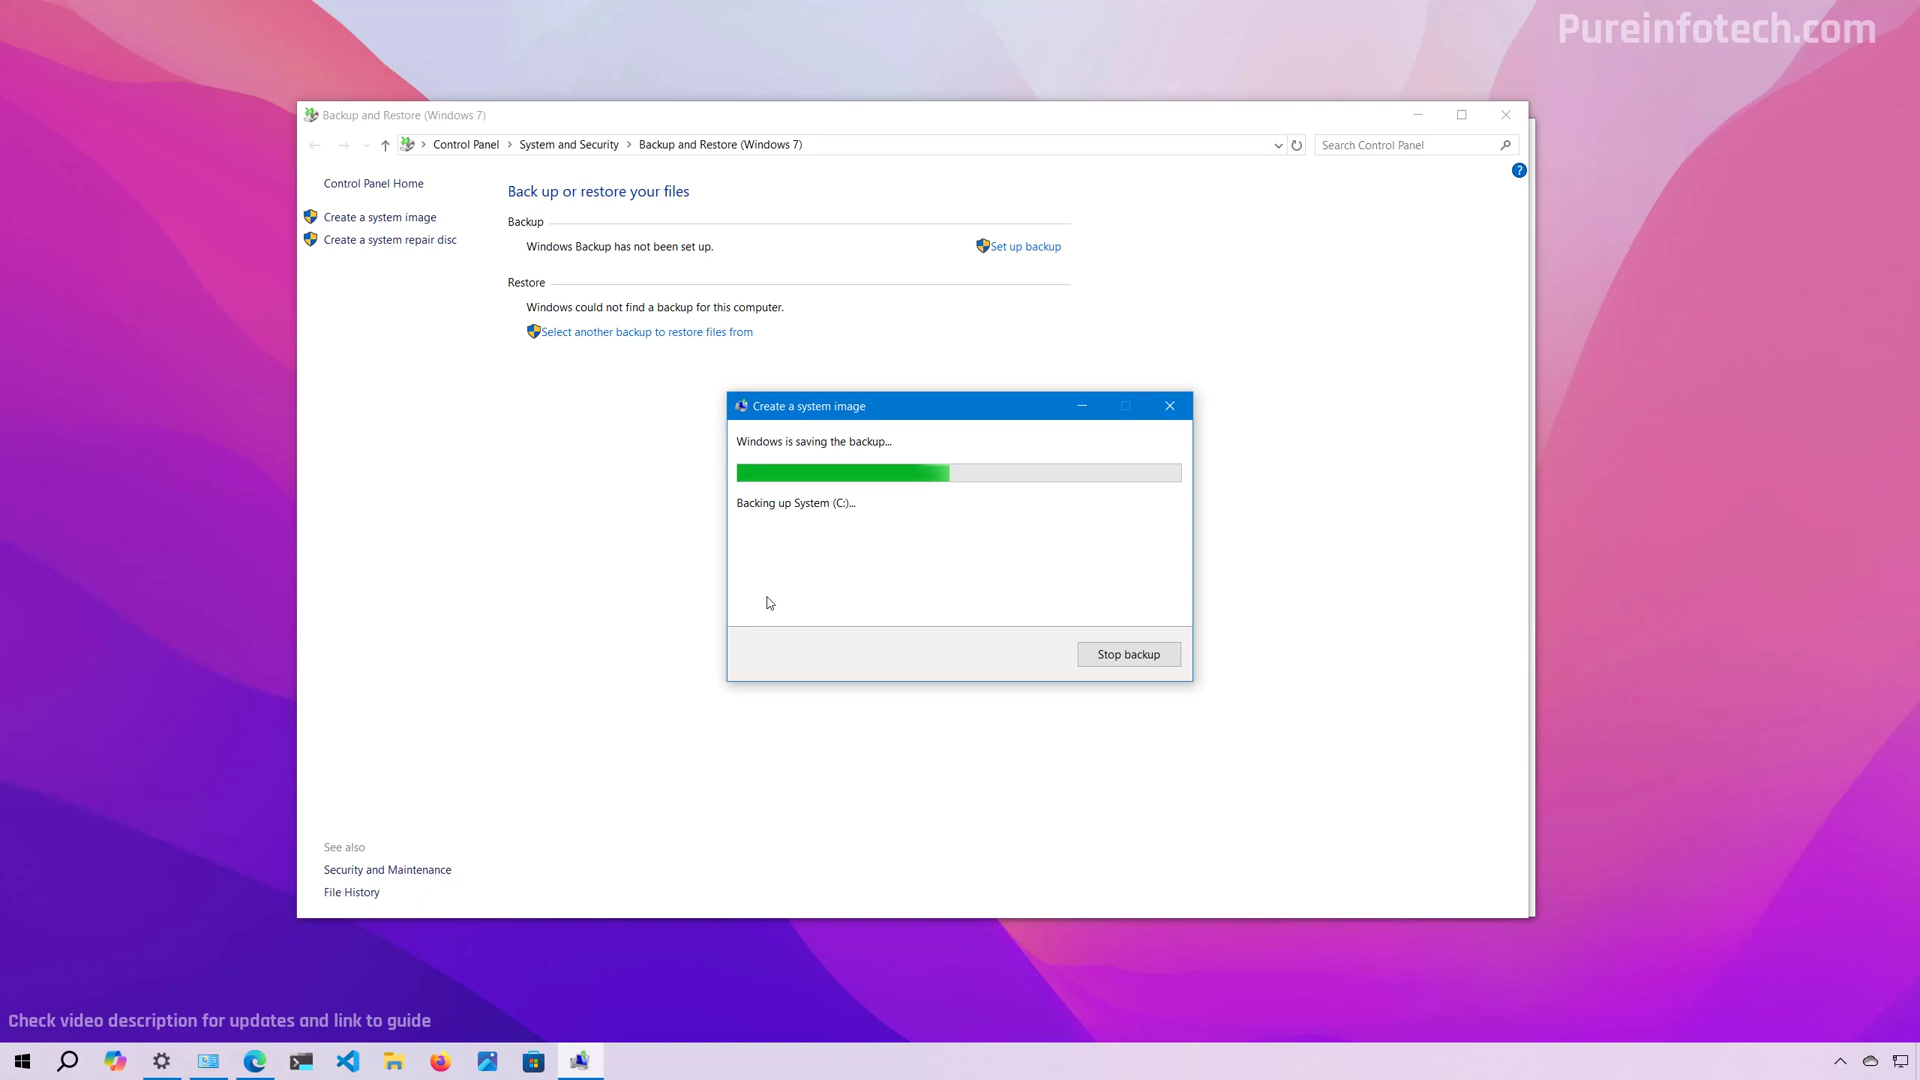 Pureinfotech.com
Backup and Restore (Windows 7)
Control Panel > System and Security > Backup and Restore (Windows 7)
Search Control Panel
?
Control Panel Home
Create a system image
Create a system repair disc
Back up or restore your files
Backup
Windows Backup has not been set up.
Set up backup
Restore
Windows could not find a backup for this computer.
Select another backup to restore files from
Create a system image
Windows is saving the backup...
Backing up System (C:)...
Stop backup
See also
Security and Maintenance
File History
Check video description for updates and link to guide